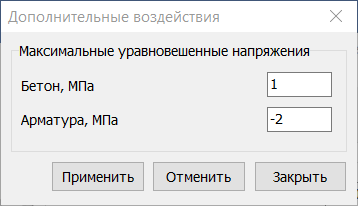 Дополнительные воздействия
Максимальные уравновешенные напряжения
Бетон, МПа 1
Арматура, МПа -2
Применить Отменить Закрыть